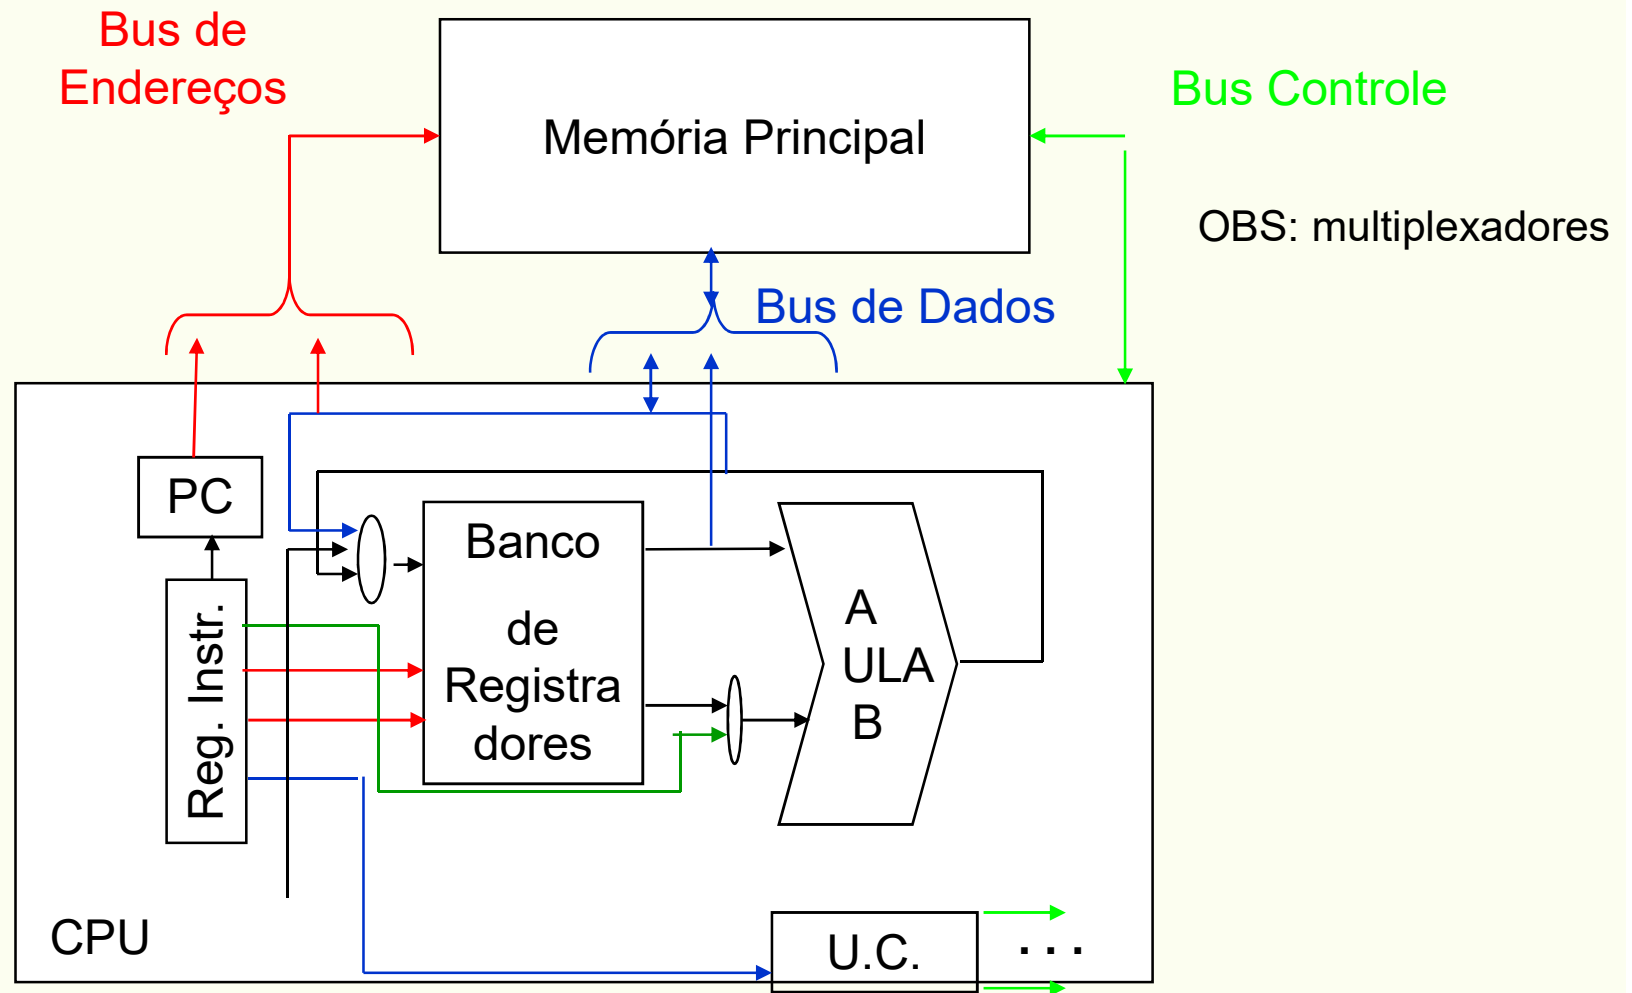 Bus de
Endereços
Memória Principal
Bus Controle
OBS: multiplexadores
Bus de Dados
PC
Reg. Instr.
Banco
de
Registra
dores
A
ULA
B
CPU
U.C.
. . .